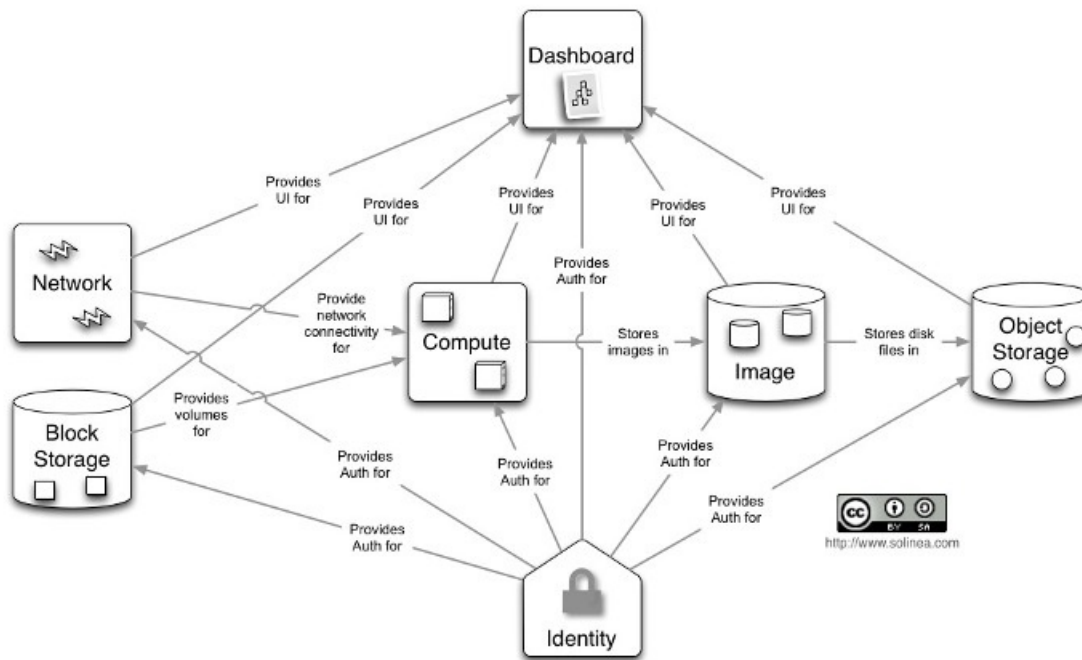 Dashboard
Provides
UI for
Provides
UI for
Provides
UI for
Provides
UI for
Provides
UI for
Network
Provides
Auth for
Provide
network
connectivity
for
Compute
Stores
images in
Image
Stores disk
files in
Object
Storage
Provides
volumes
for
Block
Storage
Provides
Auth for
Provides
Auth for
Provides
Auth for
Provides
Auth for
Provides
Auth for
cc
BY SA
http://www.solinea.com
Identity